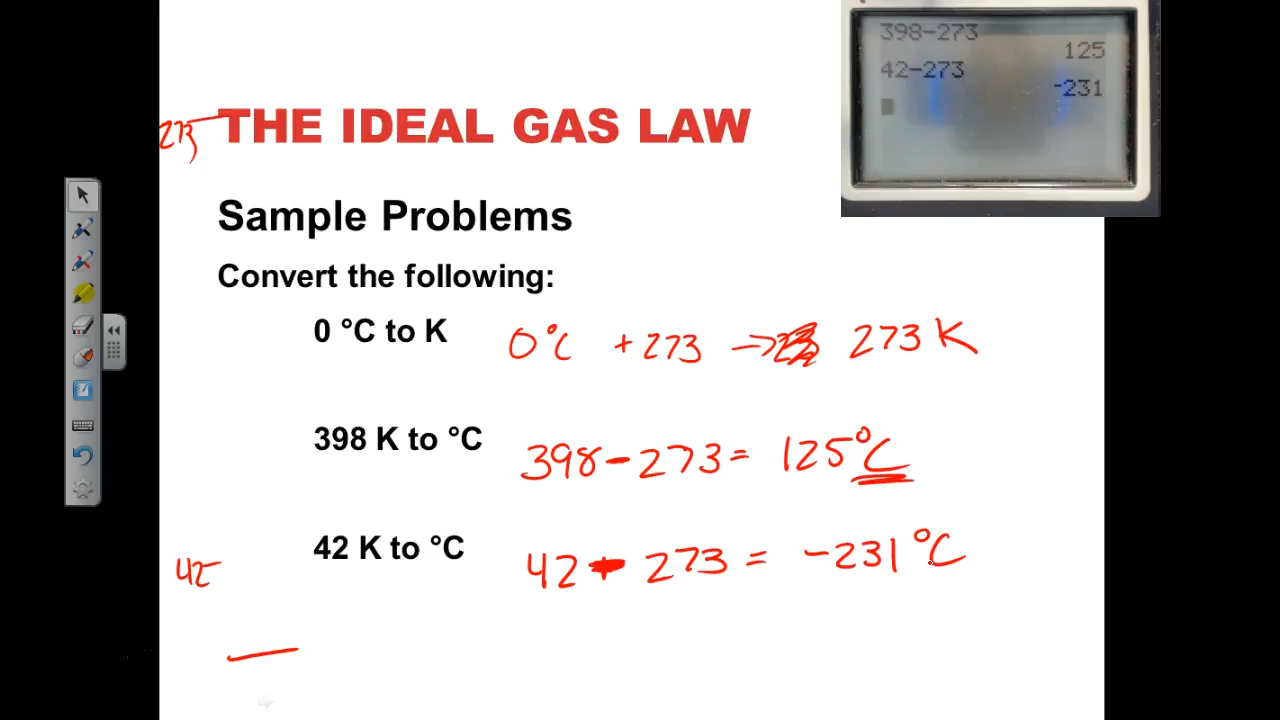 398-273
125
42-273
-231
273
THE IDEAL GAS LAW
Sample Problems
Convert the following:
0 °C to K 0°C +273 → 273 K
398 K to °C 398-273= 125°C
42 K to °C 42 - 273 = -231 °C
42